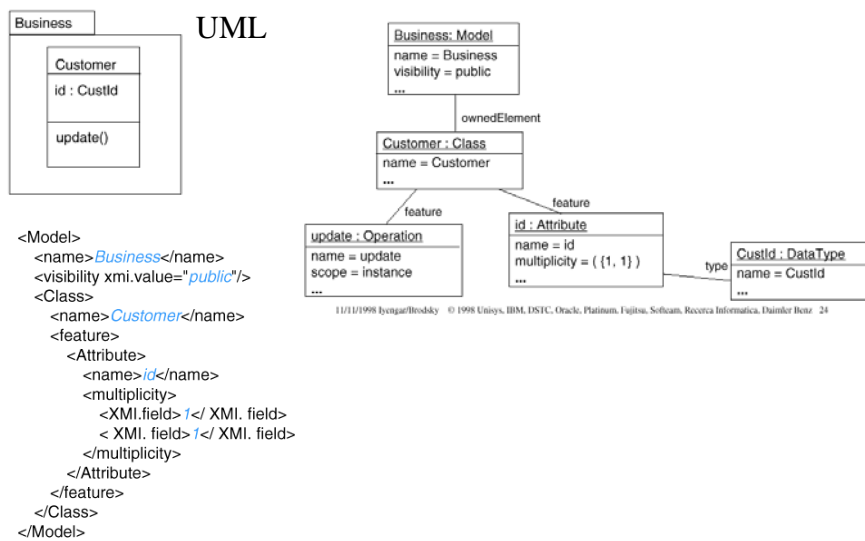 Business
UML
Customer
id : CustId
update()
Business: Model
name = Business
visibility = public
...
ownedElement
Customer : Class
name = Customer
...
feature
feature
update : Operation
name = update
scope = instance
...
id : Attribute
name = id
multiplicity = ( {1, 1} )
...
type
CustId : DataType
name = CustId
...
11/11/1998 Iyengar/Brodsky © 1998 Unisys, IBM, DSTC, Oracle, Platinum, Fujitsu, Softeam, Recerca Informatica, Daimler Benz 24
<Model>
<name>Business</name>
<visibility xmi.value="public"/>
<Class>
<name>Customer</name>
<feature>
<Attribute>
<name>id</name>
<multiplicity>
<XMI.field>1</ XMI. field>
< XMI. field>1</ XMI. field>
</multiplicity>
</Attribute>
</feature>
</Class>
</Model>